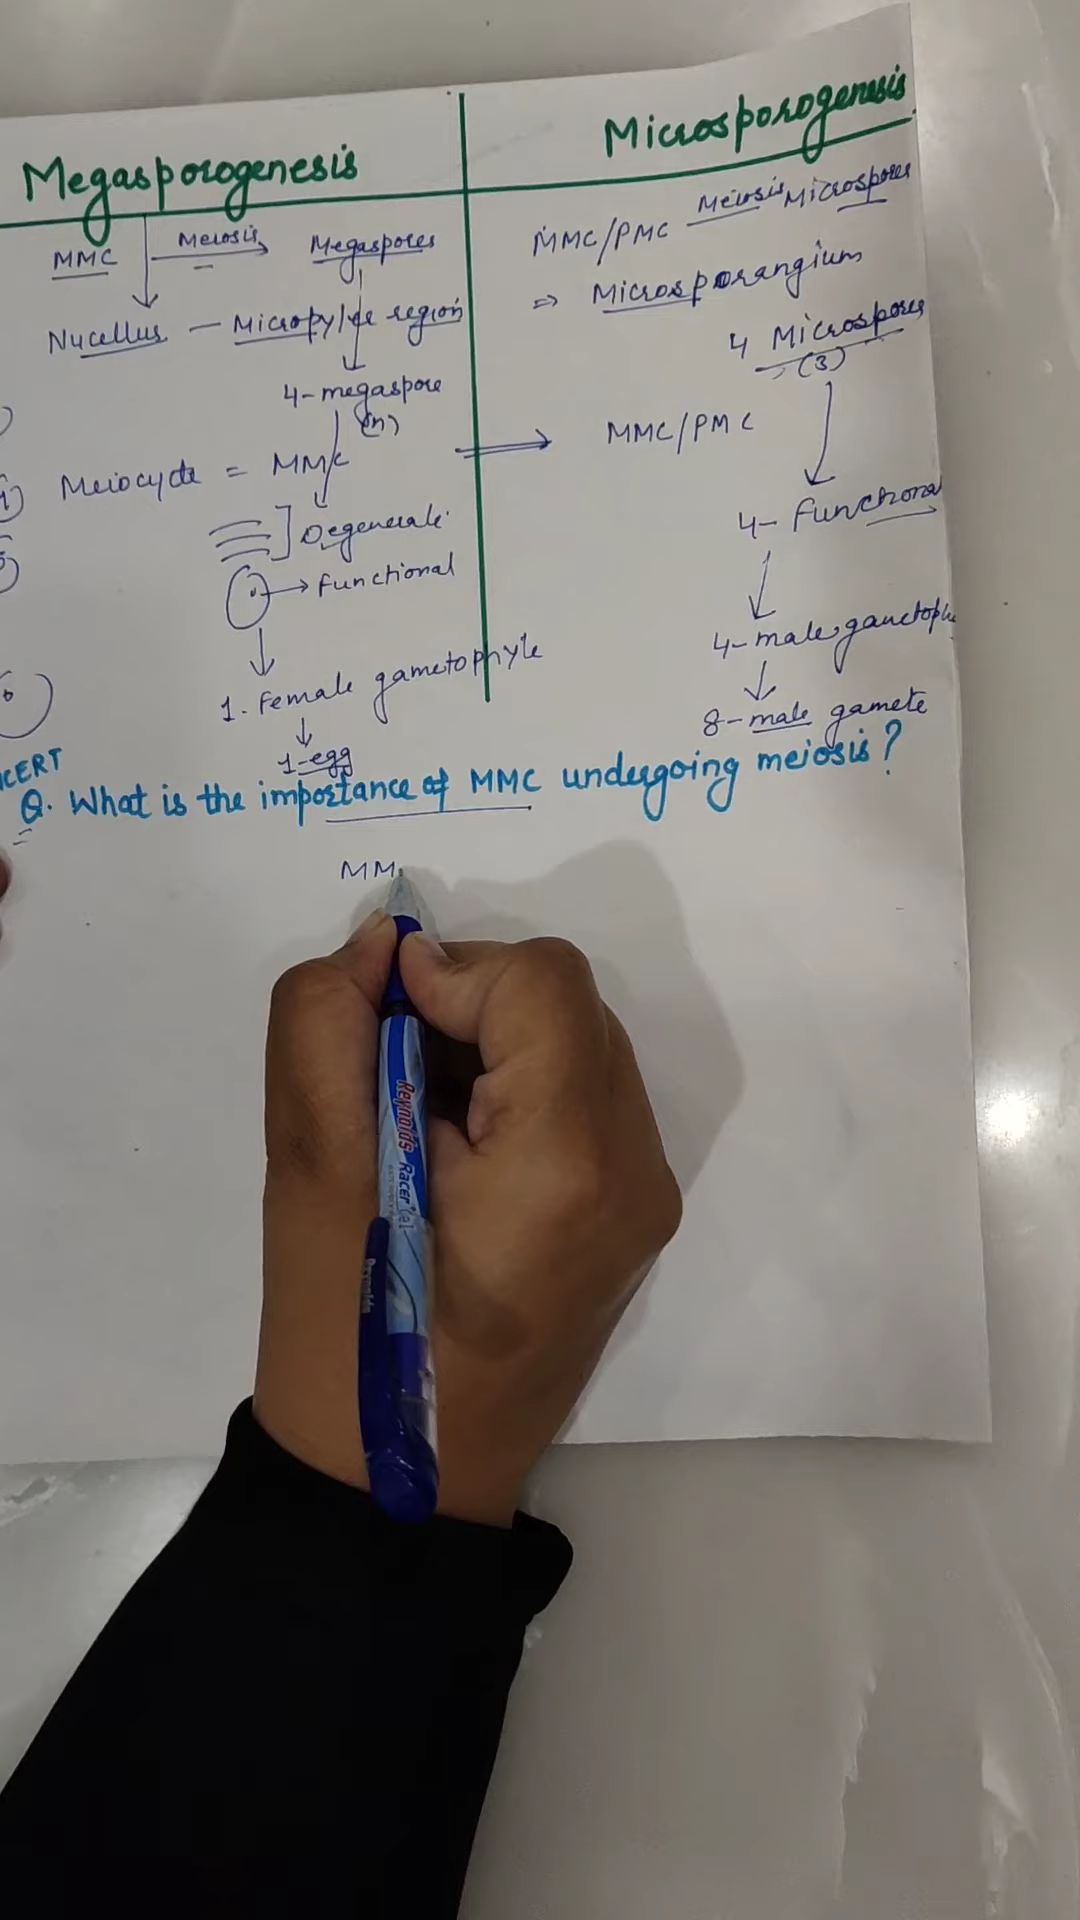 Megasporogenesis
MMC Meiosis Megaspores
Nucellus - Micropyle region
4-megaspore
(n)
Meiocyte = MMC
Degenerate
Functional
1. Female gametophyte
1-egg
Microsporogenesis
MMC/PMC Meiosis Microspores
⇒ Microsporangium
4 Microspores
(3)
MMC/PMC
4- Functional
4-male gametoph
8-male gamete
NCERT
Q. What is the importance of MMC undergoing meiosis?
MM
Reynolds Racer
Reynolds